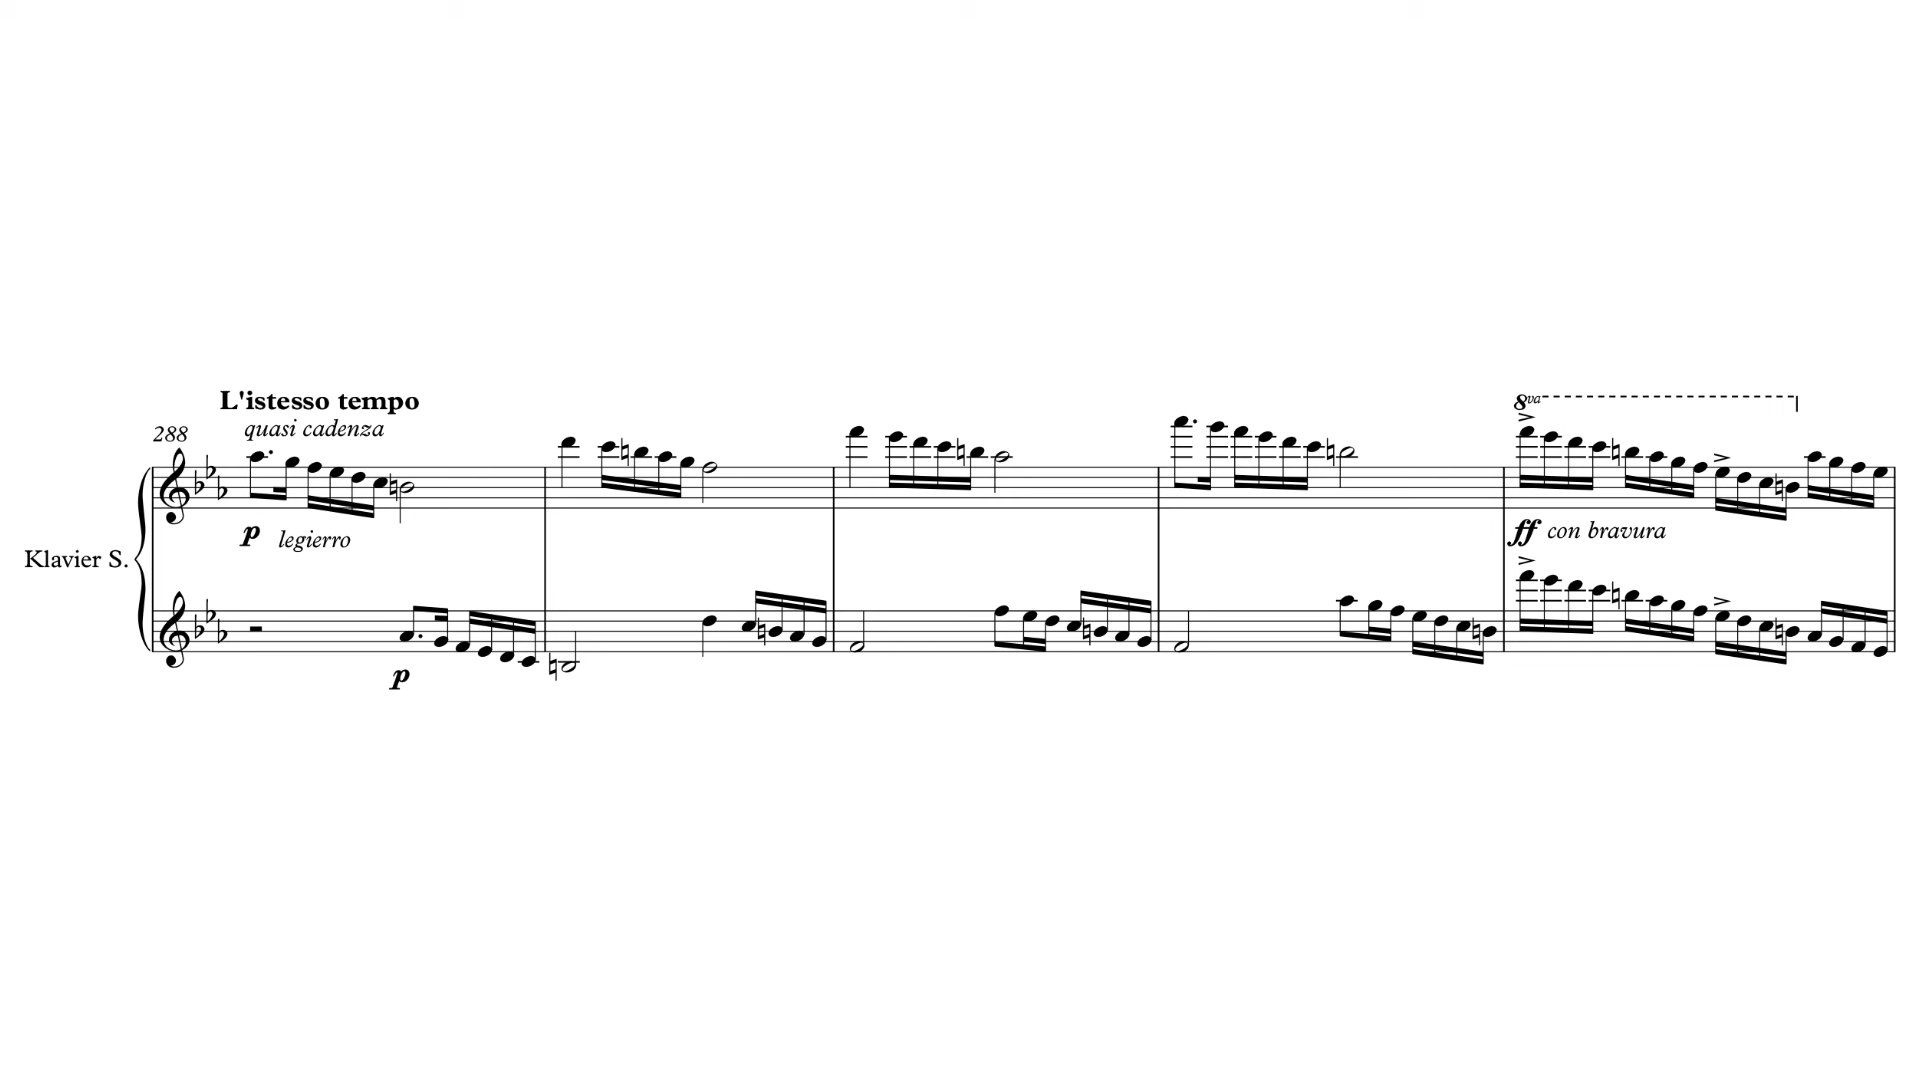 L'istesso tempo
quasi cadenza
288
8va
p legierro
ff con bravura
Klavier S.
p